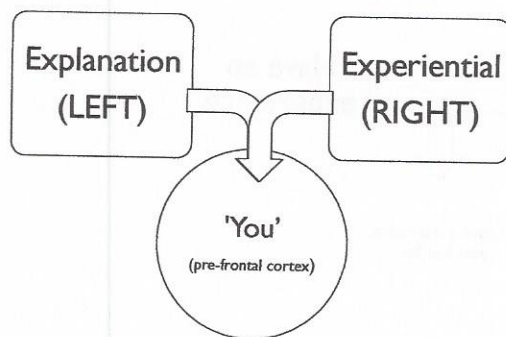 Explanation
(LEFT)
Experiential
(RIGHT)
'You'
(pre-frontal cortex)